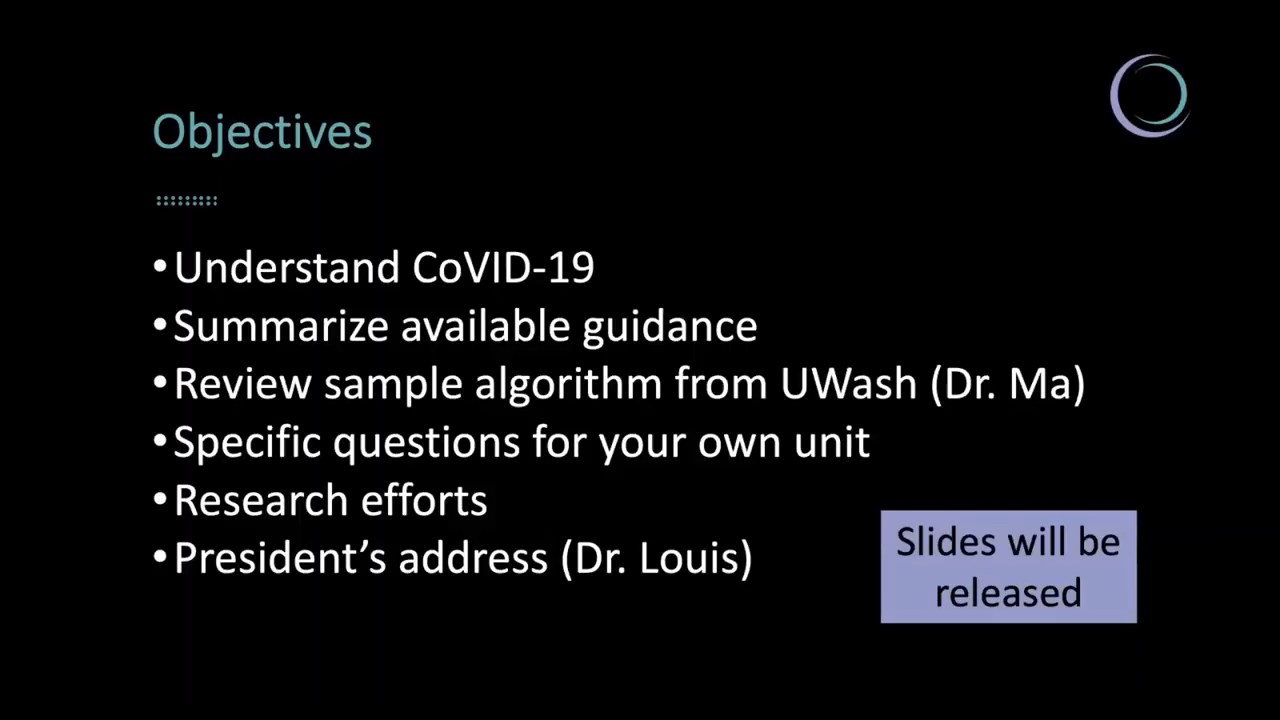 Objectives
•Understand CoVID-19
•Summarize available guidance
•Review sample algorithm from UWash (Dr. Ma)
•Specific questions for your own unit
•Research efforts
•President’s address (Dr. Louis)
Slides will be
released